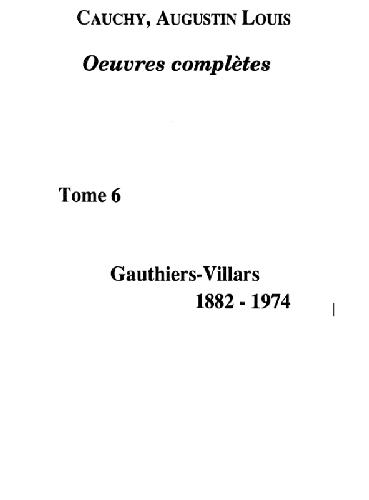 CAUCHY, AUGUSTIN LOUIS
Oeuvres complètes
Tome 6
Gauthiers-Villars
1882 - 1974